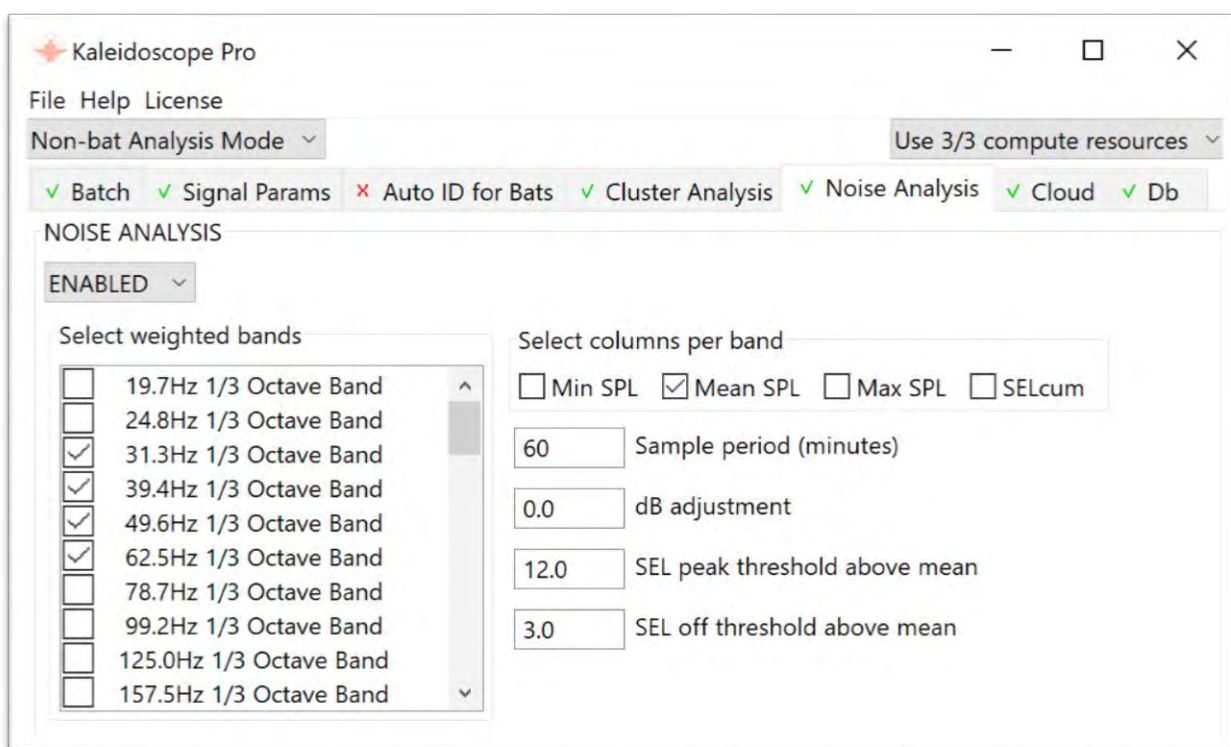 Kaleidoscope Pro
File Help License
Non-bat Analysis Mode
Use 3/3 compute resources
Batch Signal Params Auto ID for Bats Cluster Analysis Noise Analysis Cloud Db
NOISE ANALYSIS
ENABLED
Select weighted bands
19.7Hz 1/3 Octave Band
24.8Hz 1/3 Octave Band
31.3Hz 1/3 Octave Band
39.4Hz 1/3 Octave Band
49.6Hz 1/3 Octave Band
62.5Hz 1/3 Octave Band
78.7Hz 1/3 Octave Band
99.2Hz 1/3 Octave Band
125.0Hz 1/3 Octave Band
157.5Hz 1/3 Octave Band
Select columns per band
Min SPL Mean SPL Max SPL SELcum
60 Sample period (minutes)
0.0 dB adjustment
12.0 SEL peak threshold above mean
3.0 SEL off threshold above mean